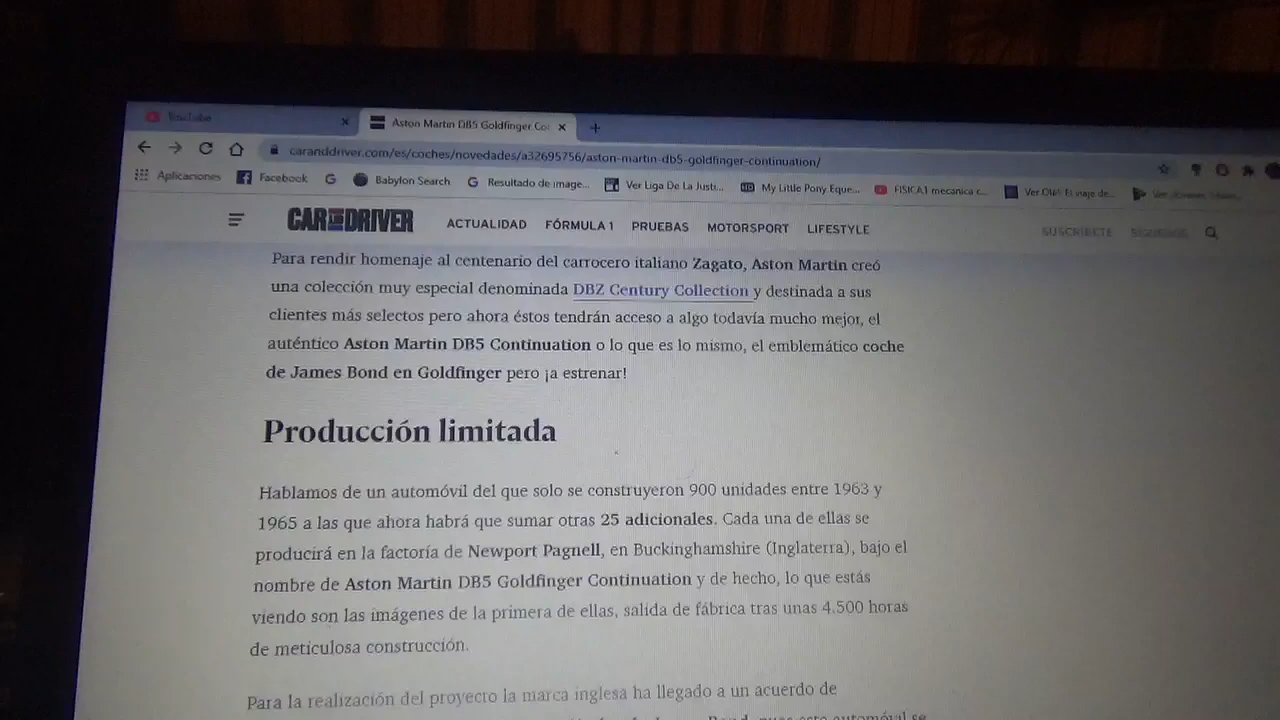 YouTube
Aston Martin DB5 Goldfinger Co
caranddriver.com/es/coches/novedades/a32695756/aston-martin-db5-goldfinger-continuation/
Aplicaciones Facebook Babylon Search Resultado de image... Ver Liga De La Justi... My Little Pony Eque... FISICA1 mecanica c...
CAR AND DRIVER ACTUALIDAD FÓRMULA 1 PRUEBAS MOTORSPORT LIFESTYLE SUSCRÍBETE SÍGUENOS
Para rendir homenaje al centenario del carrocero italiano Zagato, Aston Martin creó
una colección muy especial denominada DBZ Century Collection y destinada a sus
clientes más selectos pero ahora éstos tendrán acceso a algo todavía mucho mejor, el
auténtico Aston Martin DB5 Continuation o lo que es lo mismo, el emblemático coche
de James Bond en Goldfinger pero ¡a estrenar!
Producción limitada
Hablamos de un automóvil del que solo se construyeron 900 unidades entre 1963 y
1965 a las que ahora habrá que sumar otras 25 adicionales. Cada una de ellas se
producirá en la factoría de Newport Pagnell, en Buckinghamshire (Inglaterra), bajo el
nombre de Aston Martin DB5 Goldfinger Continuation y de hecho, lo que estás
viendo son las imágenes de la primera de ellas, salida de fábrica tras unas 4.500 horas
de meticulosa construcción.
Para la realización del proyecto la marca inglesa ha llegado a un acuerdo de